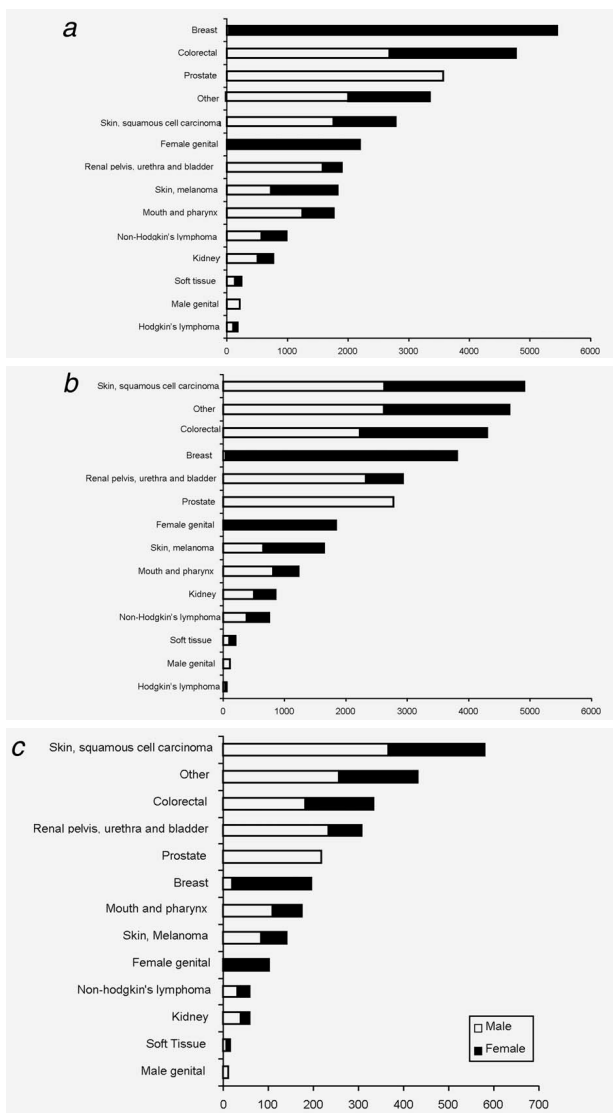 a
Breast
Colorectal
Prostate
Other
Skin, squamous cell carcinoma
Female genital
Renal pelvis, urethra and bladder
Skin, melanoma
Mouth and pharynx
Non-Hodgkin's lymphoma
Kidney
Soft tissue
Male genital
Hodgkin's lymphoma
0 1000 2000 3000 4000 5000 6000
b
Skin, squamous cell carcinoma
Other
Colorectal
Breast
Renal pelvis, urethra and bladder
Prostate
Female genital
Skin, melanoma
Mouth and pharynx
Kidney
Non-Hodgkin's lymphoma
Soft tissue
Male genital
Hodgkin's lymphoma
0 1000 2000 3000 4000 5000 6000
c
Skin, squamous cell carcinoma
Other
Colorectal
Renal pelvis, urethra and bladder
Prostate
Breast
Mouth and pharynx
Skin, Melanoma
Female genital
Non-hodgkin's lymphoma
Kidney
Soft Tissue
Male genital
Male
Female
0 100 200 300 400 500 600 700